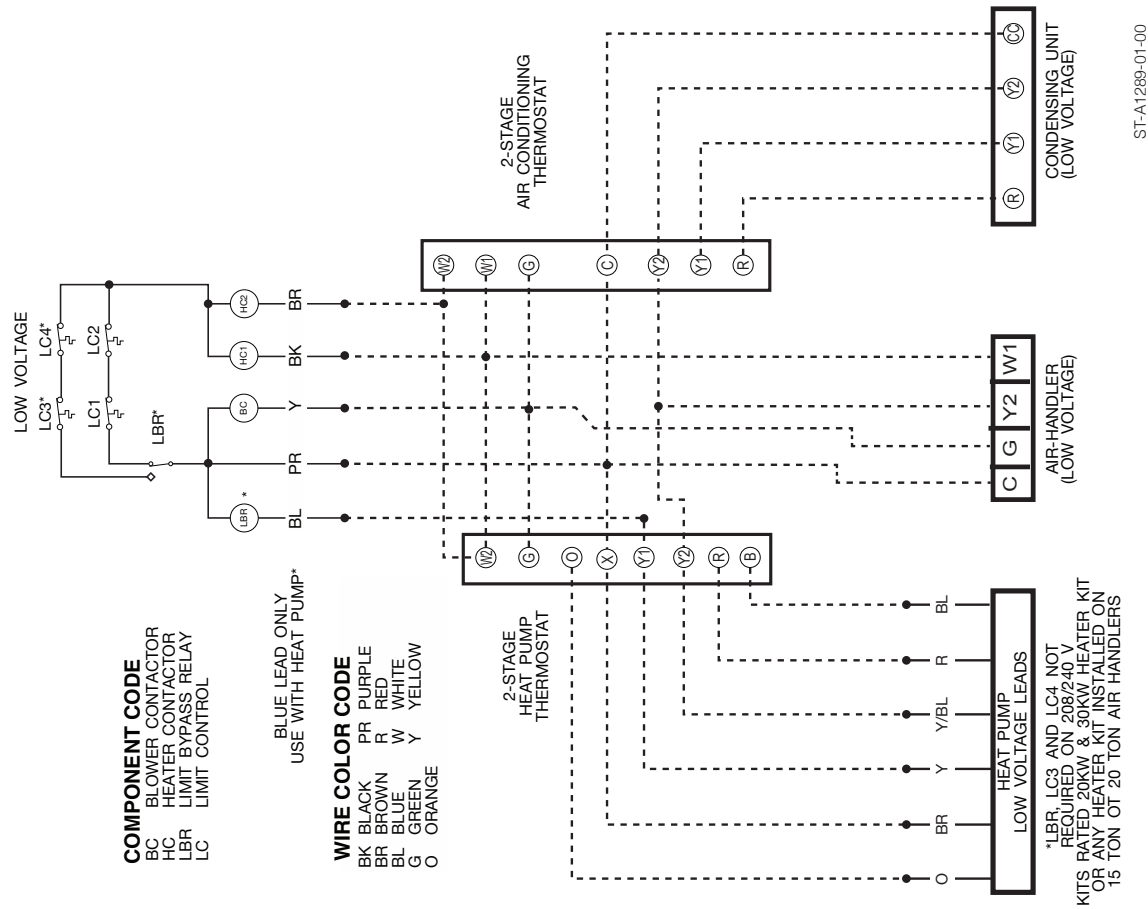 LOW VOLTAGE
LC3*
LC4*
LC1
LC2
LBR*
LBR
*
BC
HC1
HC2
BL
PR
Y
BK
BR
COMPONENT CODE
BC BLOWER CONTACTOR
HC HEATER CONTACTOR
LBR LIMIT BYPASS RELAY
LC LIMIT CONTROL
BLUE LEAD ONLY
USE WITH HEAT PUMP*
WIRE COLOR CODE
BK BLACK PR PURPLE
BR BROWN R RED
BL BLUE W WHITE
G GREEN Y YELLOW
O ORANGE
2-STAGE
HEAT PUMP
THERMOSTAT
W2
G
O
X
Y1
Y2
R
B
2-STAGE
AIR CONDITIONING
THERMOSTAT
W2
W1
G
C
Y2
Y1
R
O
BR
Y
Y/BL
R
BL
HEAT PUMP
LOW VOLTAGE LEADS
*LBR, LC3 AND LC4 NOT
REQUIRED ON 208/240 V
KITS RATED 20KW & 30KW HEATER KIT
OR ANY HEATER KIT INSTALLED ON
15 TON OT 20 TON AIR HANDLERS
C
G
Y2
W1
AIR-HANDLER
(LOW VOLTAGE)
R
Y1
Y2
CC
CONDENSING UNIT
(LOW VOLTAGE)
ST-A1289-01-00